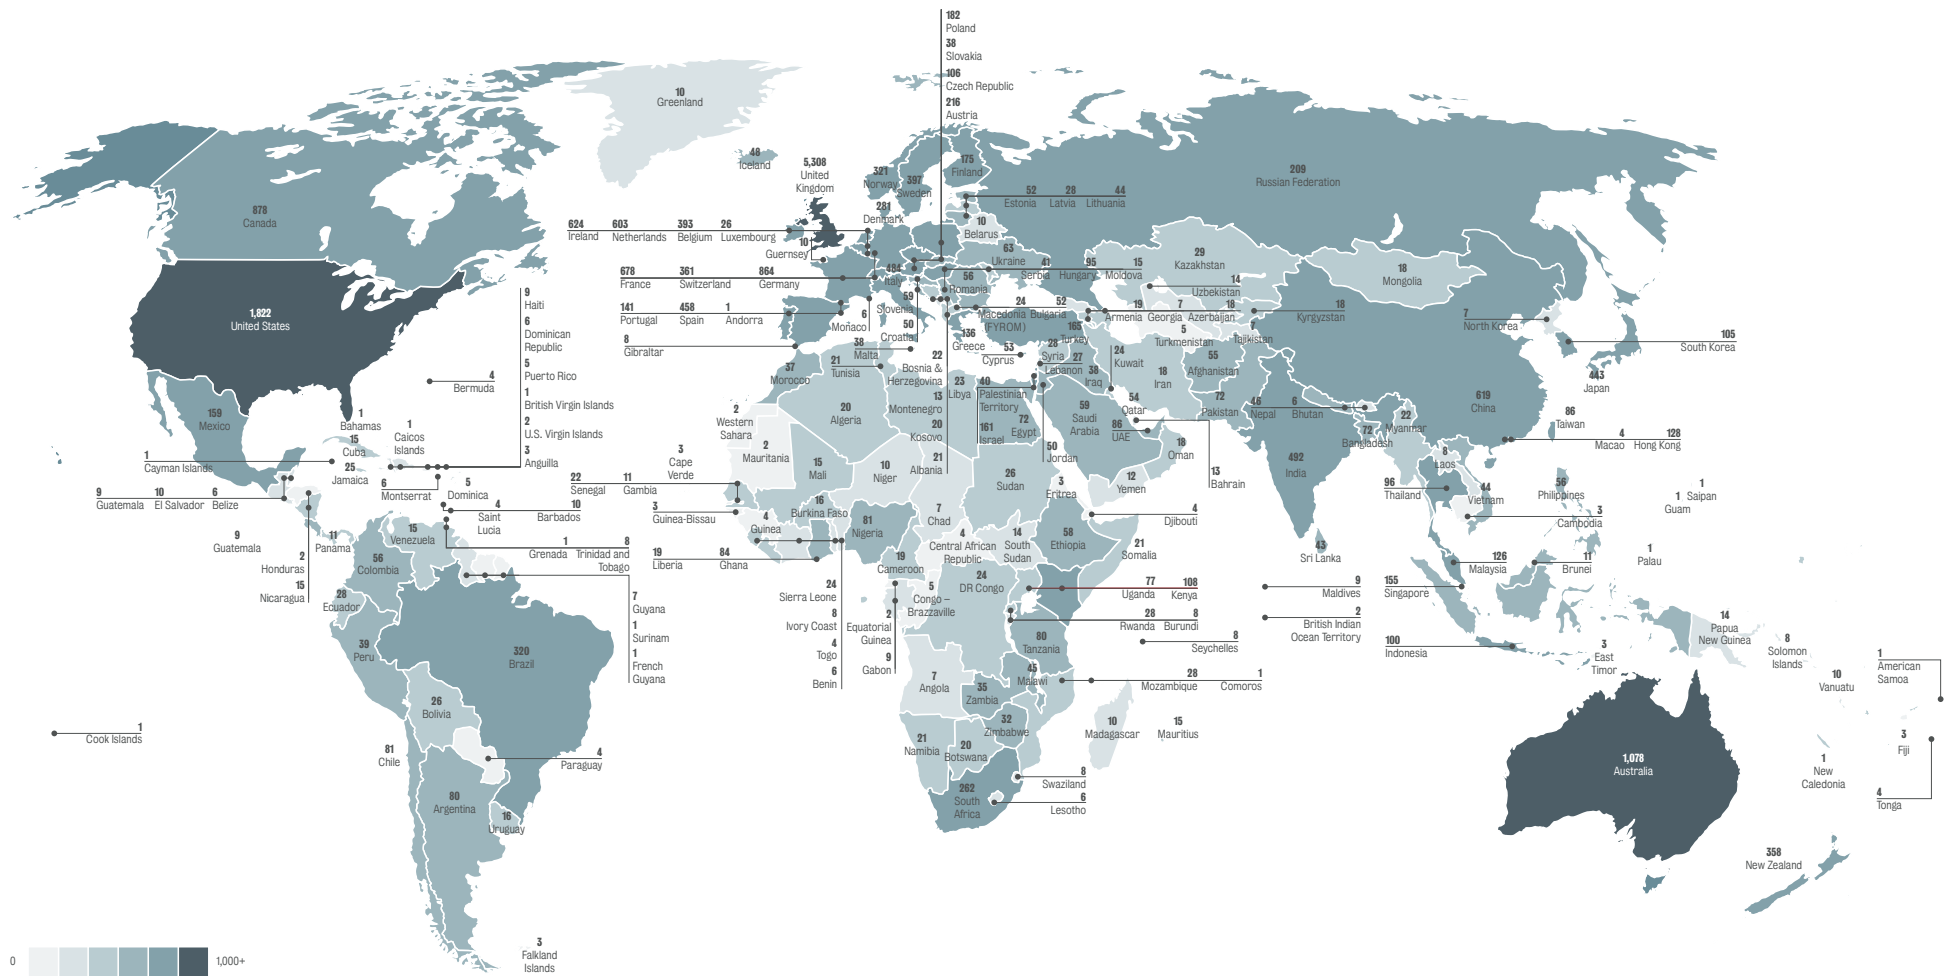 182
Poland
38
Slovakia
106
Czech Republic
216
Austria
10
Greenland
48
Iceland
5,308
United
Kingdom
321
Norway
397
Sweden
175
Finland
209
Russian Federation
878
Canada
281
Denmark
52 28 44
Estonia Latvia Lithuania
10
Belarus
624 603 393 26
Ireland Netherlands Belgium Luxembourg
10
Guernsey
63
Ukraine
41 95 15
Serbia Hungary Moldova
29
Kazakhstan
18
Mongolia
678 361 864
France Switzerland Germany
484
Italy
56
Romania
14
Uzbekistan
59
Slovenia
141 458 1
Portugal Spain Andorra
6
Monaco
50
Croatia
24 52
Macedonia Bulgaria
(FYROM)
19 7 18
Armenia Georgia Azerbaijan
18
Kyrgyzstan
7
North Korea
1,822
United States
9
Haiti
6
Dominican
Republic
5
Puerto Rico
1
British Virgin Islands
2
U.S. Virgin Islands
3
Anguilla
8
Gibraltar
38
Malta
136
Greece
165
Turkey
5
Turkmenistan
7
Tajikistan
105
South Korea
53
Cyprus
28
Syria
27
Lebanon
24
Kuwait
55
Afghanistan
443
Japan
4
Bermuda
37
Morocco
21
Tunisia
22
Bosnia &
Herzegovina
13
Montenegro
20
Kosovo
21
Albania
23
Libya
40
Palestinian
Territory
161
Israel
38
Iraq
18
Iran
54
Qatar
86
UAE
72
Pakistan
46 6
Nepal Bhutan
619
China
159
Mexico
1
Bahamas
1
Caicos
Islands
15
Cuba
2
Western
Sahara
20
Algeria
72
Egypt
59
Saudi
Arabia
22
Myanmar
72
Bangladesh
86
Taiwan
4 128
Macao Hong Kong
1
Cayman Islands
25
Jamaica
6
Montserrat
5
Dominica
3
Cape
Verde
2
Mauritania
15
Mali
10
Niger
26
Sudan
50
Jordan
18
Oman
13
Bahrain
492
India
8
Laos
9 10 6
Guatemala El Salvador Belize
4
Saint
Lucia
10
Barbados
22 11
Senegal Gambia
3
Guinea-Bissau
16
Burkina Faso
7
Chad
3
Eritrea
12
Yemen
4
Djibouti
96
Thailand
44
Vietnam
56
Philippines
1
Guam
1
Saipan
3
Cambodia
9
Guatemala
11
Panama
15
Venezuela
1 8
Grenada Trinidad and
Tobago
4
Guinea
81
Nigeria
4
Central African
Republic
14
South
Sudan
58
Ethiopia
21
Somalia
43
Sri Lanka
1
Palau
2
Honduras
15
Nicaragua
56
Colombia
28
Ecuador
7
Guyana
1
Surinam
1
French
Guyana
19 84
Liberia Ghana
24
Sierra Leone
8
Ivory Coast
4
Togo
6
Benin
19
Cameroon
2
Equatorial
Guinea
9
Gabon
5
Congo –
Brazzaville
24
DR Congo
77 108
Uganda Kenya
28 8
Rwanda Burundi
9
Maldives
2
British Indian
Ocean Territory
126
Malaysia
11
Brunei
155
Singapore
100
Indonesia
3
East
Timor
14
Papua
New Guinea
8
Solomon
Islands
39
Peru
320
Brazil
80
Tanzania
8
Seychelles
1
American
Samoa
10
Vanuatu
7
Angola
35
Zambia
45
Malawi
28 1
Mozambique Comoros
26
Bolivia
1
Cook Islands
81
Chile
4
Paraguay
21
Namibia
20
Botswana
32
Zimbabwe
10
Madagascar
15
Mauritius
3
Fiji
1
New
Caledonia
4
Tonga
1,078
Australia
80
Argentina
16
Uruguay
262
South
Africa
8
Swaziland
6
Lesotho
358
New Zealand
3
Falkland
Islands
0 1,000+